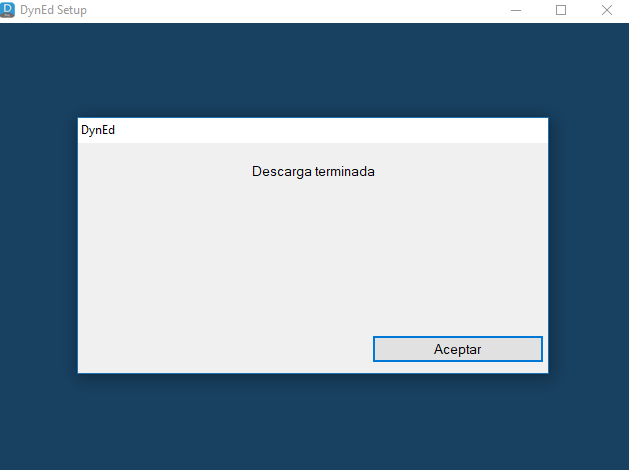 DynEd Setup
DynEd
Descarga terminada
Aceptar